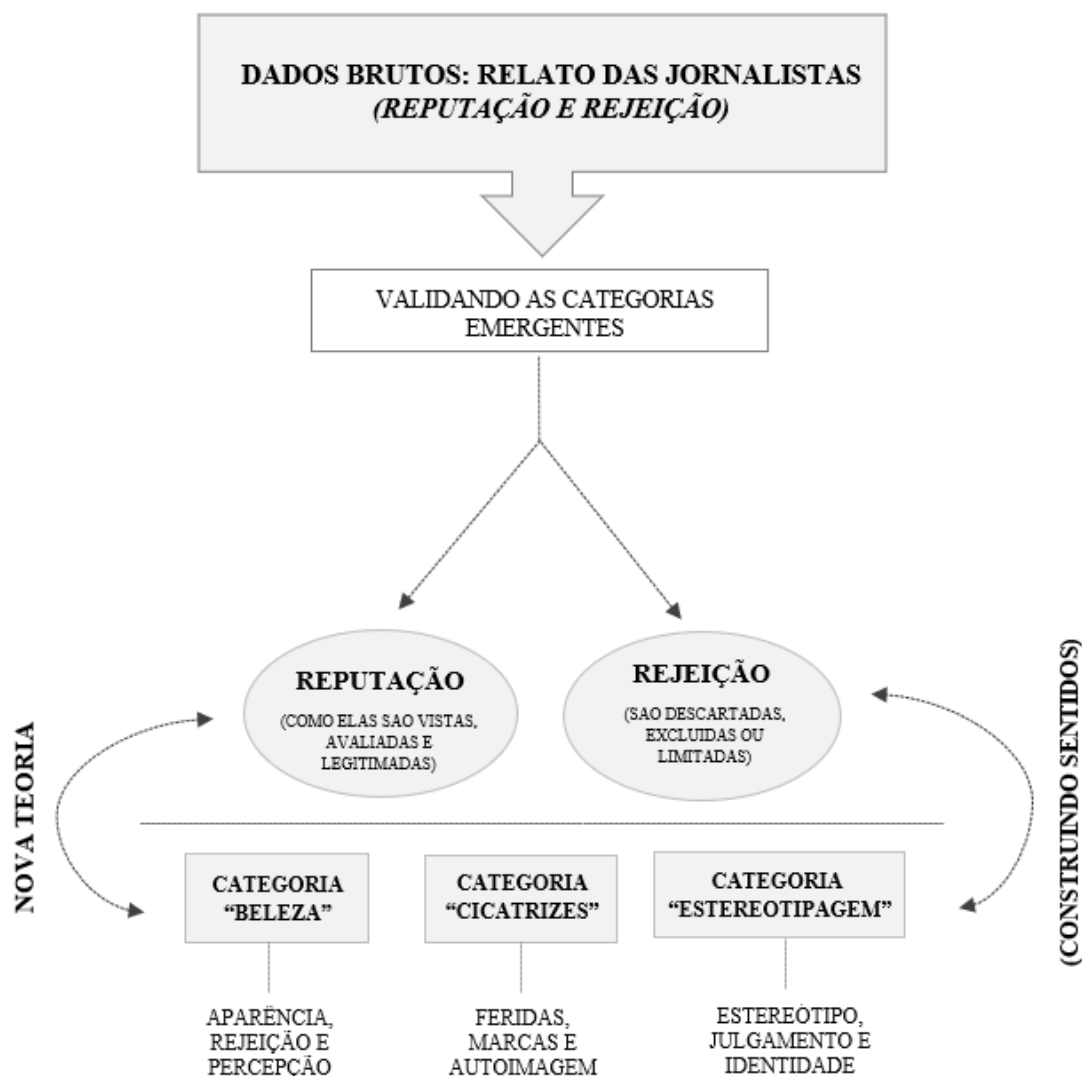 DADOS BRUTOS: RELATO DAS JORNALISTAS
(REPUTAÇÃO E REJEIÇÃO)
VALIDANDO AS CATEGORIAS
EMERGENTES
REPUTAÇÃO
(COMO ELAS SAO VISTAS,
AVALIADAS E
LEGITIMADAS)
REJEIÇÃO
(SAO DESCARTADAS,
EXCLUIDAS OU
LIMITADAS)
NOVA TEORIA
(CONSTRUINDO SENTIDOS)
CATEGORIA
“BELEZA”
CATEGORIA
“CICATRIZES”
CATEGORIA
“ESTEREOTIPAGEM”
APARÊNCIA,
REJEIÇÃO E
PERCEPÇÃO
FERIDAS,
MARCAS E
AUTOIMAGEM
ESTEREÓTIPO,
JULGAMENTO E
IDENTIDADE